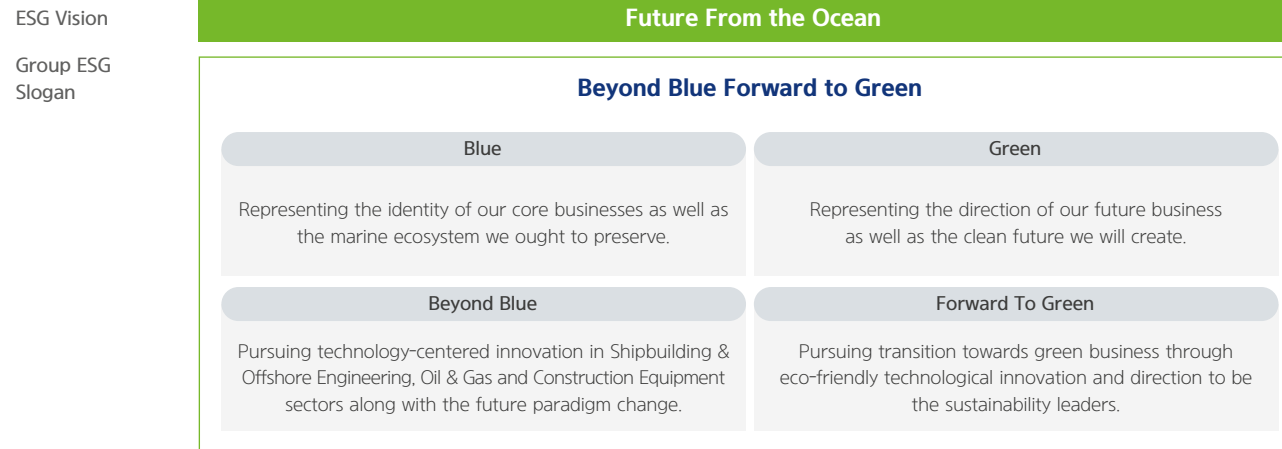 ESG Vision
Future From the Ocean
Group ESG
Slogan
Beyond Blue Forward to Green
Blue
Representing the identity of our core businesses as well as
the marine ecosystem we ought to preserve.
Green
Representing the direction of our future business
as well as the clean future we will create.
Beyond Blue
Pursuing technology-centered innovation in Shipbuilding &
Offshore Engineering, Oil & Gas and Construction Equipment
sectors along with the future paradigm change.
Forward To Green
Pursuing transition towards green business through
eco-friendly technological innovation and direction to be
the sustainability leaders.